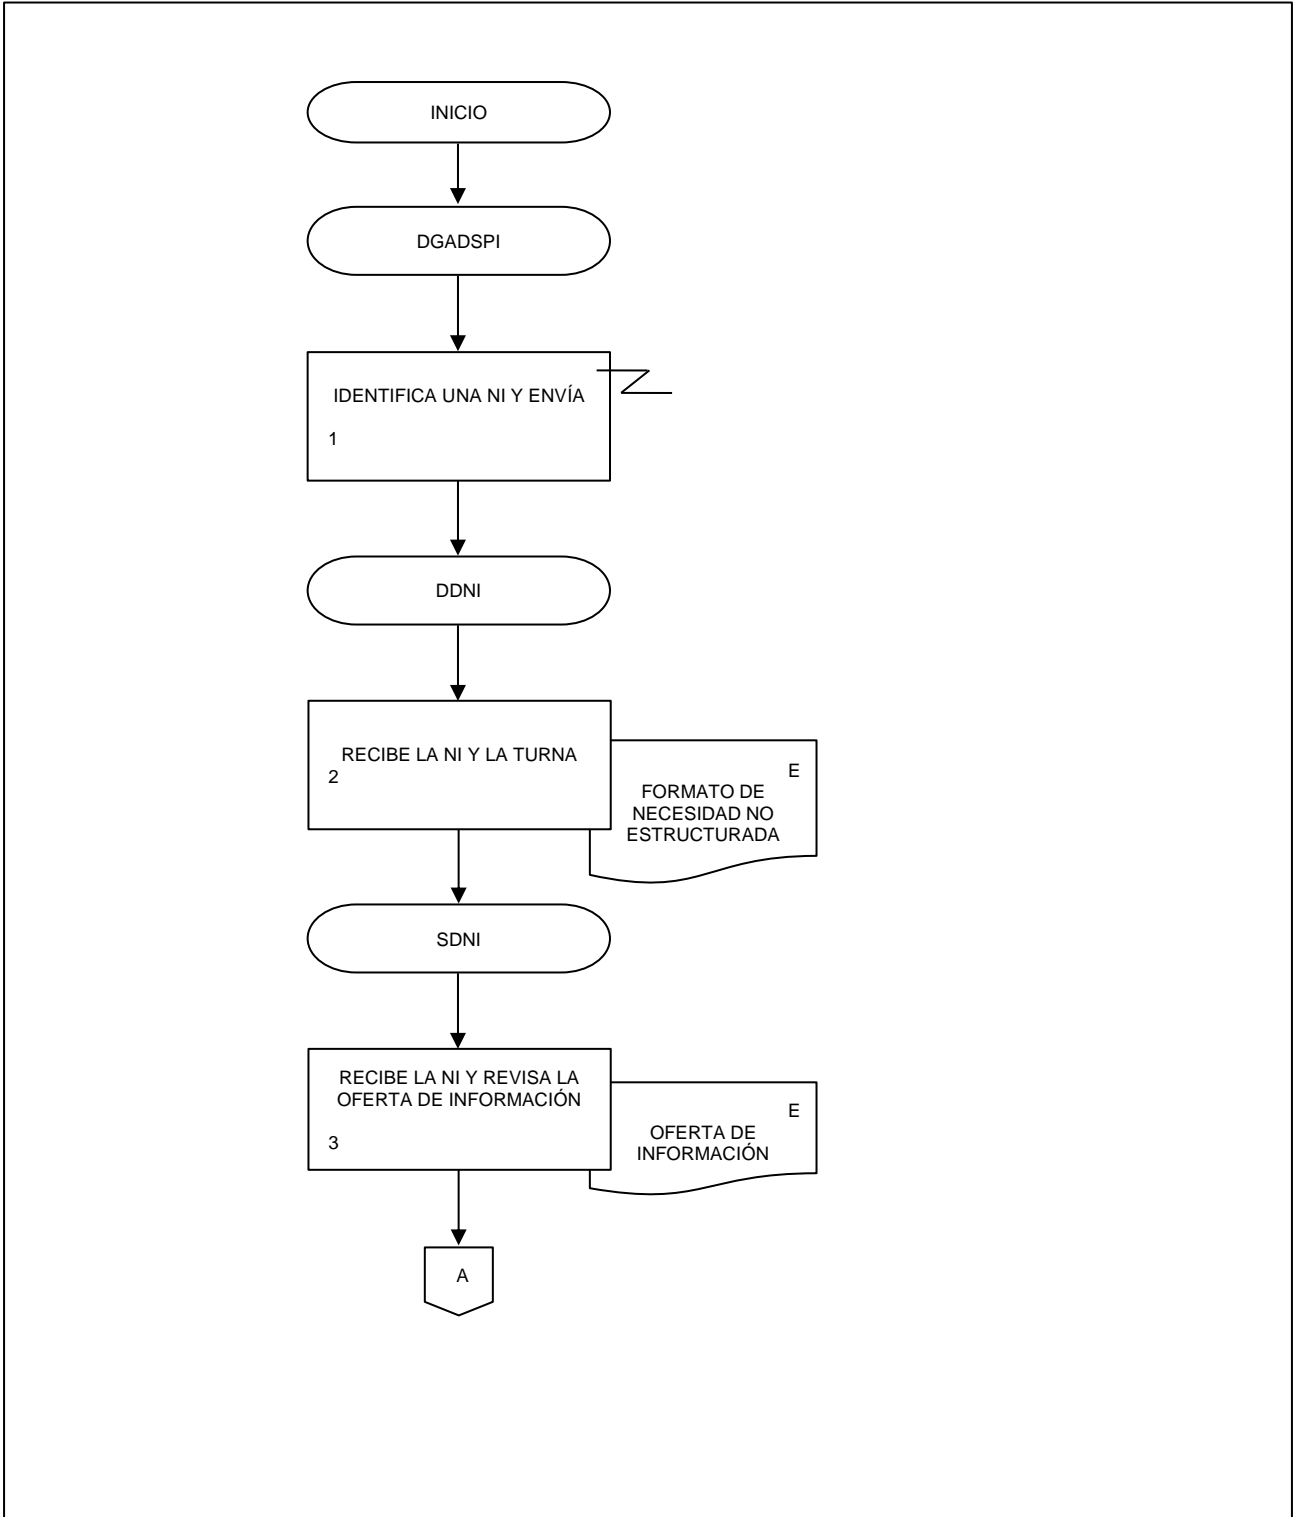 INICIO
DGADSPI
IDENTIFICA UNA NI Y ENVÍA
1
DDNI
RECIBE LA NI Y LA TURNA
2
E
FORMATO DE
NECESIDAD NO
ESTRUCTURADA
SDNI
RECIBE LA NI Y REVISA LA
OFERTA DE INFORMACIÓN
3
E
OFERTA DE
INFORMACIÓN
A